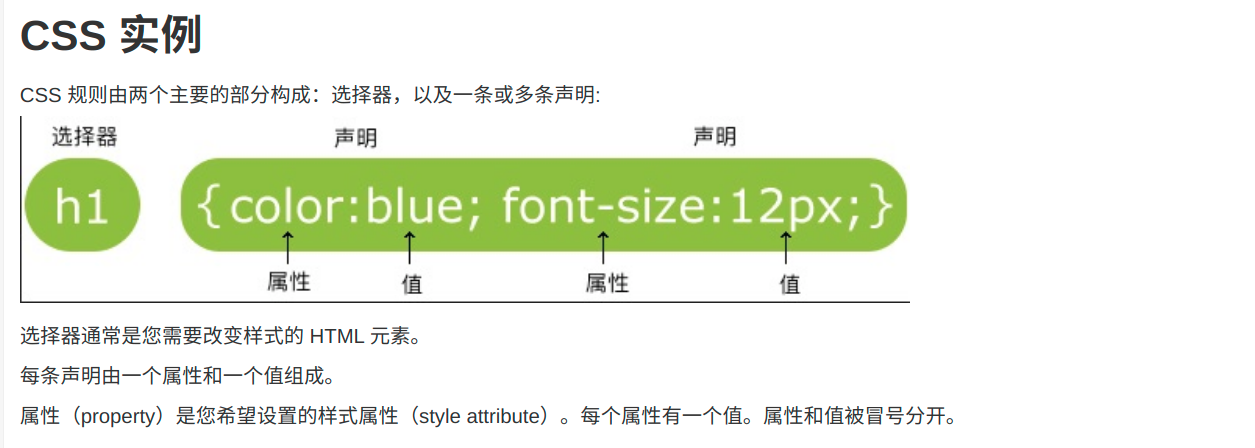 CSS 实例
CSS 规则由两个主要的部分构成：选择器，以及一条或多条声明:
选择器 声明 声明
h1 {color:blue; font-size:12px;}
属性 值 属性 值
选择器通常是您需要改变样式的 HTML 元素。
每条声明由一个属性和一个值组成。
属性（property）是您希望设置的样式属性（style attribute）。每个属性有一个值。属性和值被冒号分开。